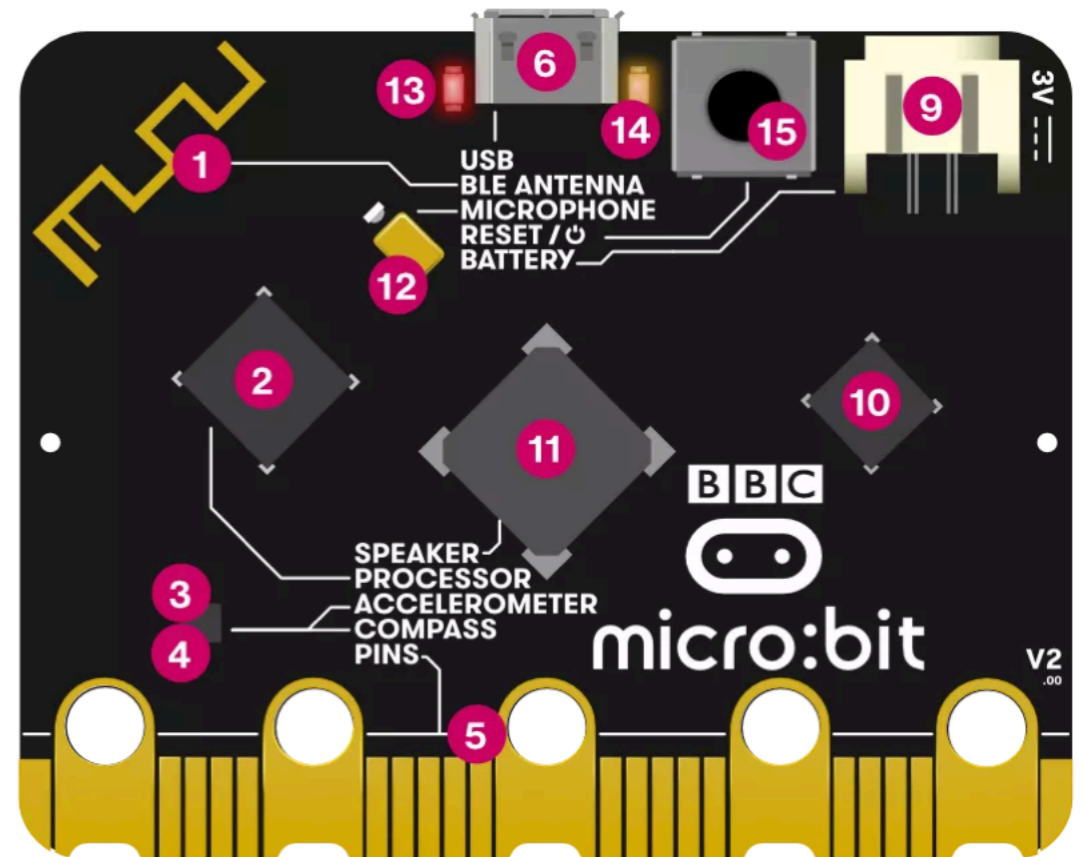 6
13
14
15
9
3V
1
USB
BLE ANTENNA
MICROPHONE
RESET /
BATTERY
12
2
10
11
BBC
SPEAKER
PROCESSOR
3
ACCELEROMETER
COMPASS
4
PINS
micro:bit
V2
.00
5